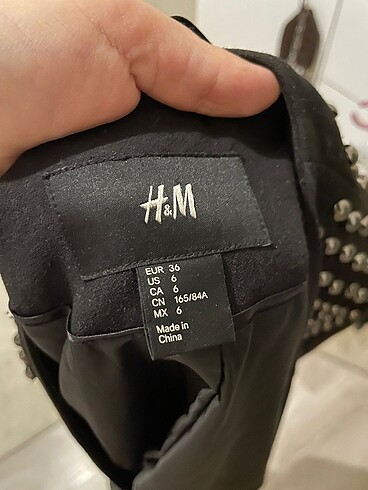 H&M
EUR 36
US 6
CA 6
CN 165/84A
MX 6
Made in
China